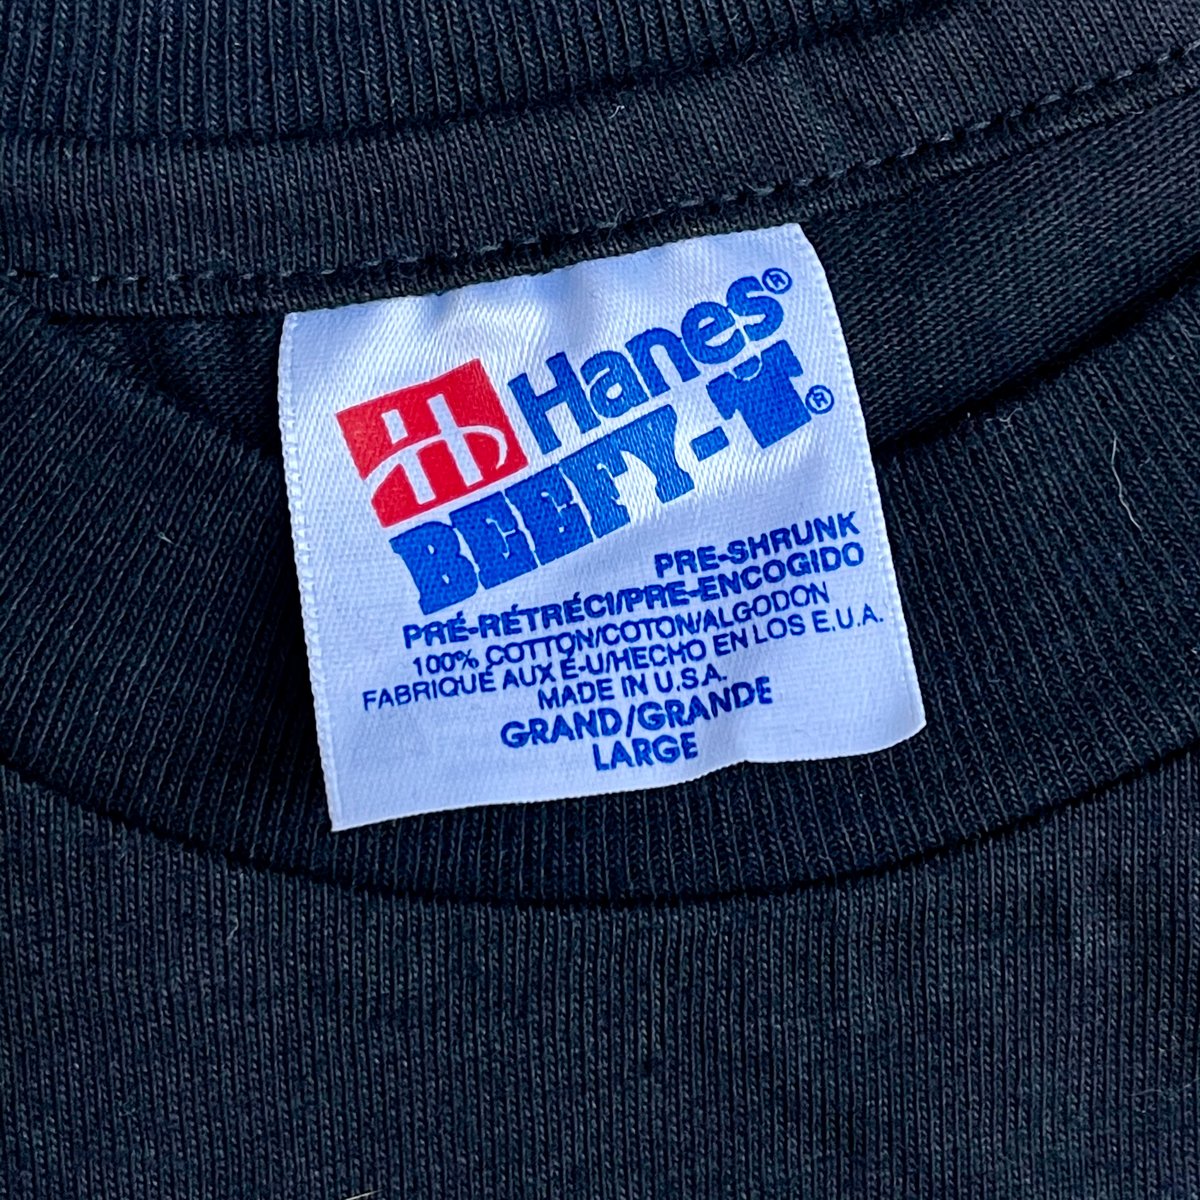 Hanes®
BEEFY-T®
PRE-SHRUNK
PRÉ-RÉTRÉCI/PRE-ENCOGIDO
100% COTTON/COTON/ALGODON
FABRIQUÉ AUX É-U/HECHO EN LOS E.U.A.
MADE IN U.S.A.
GRAND/GRANDE
LARGE